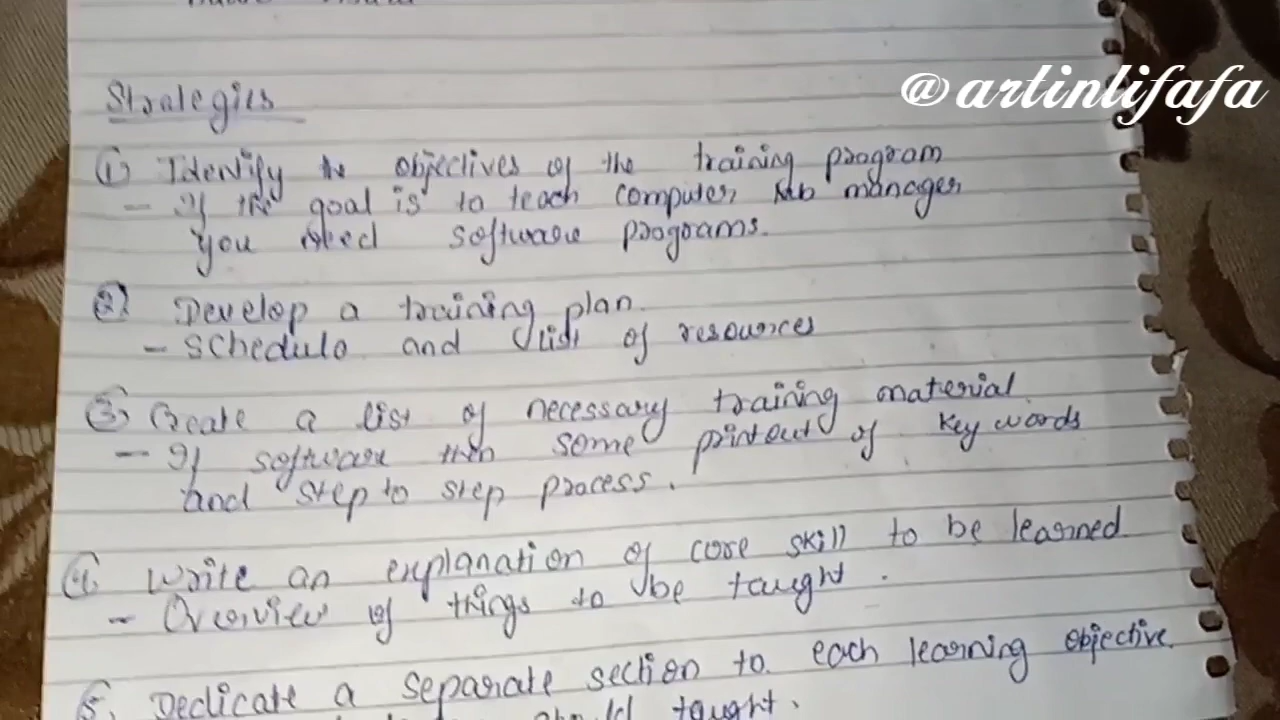 @artinlifafa
Strategies
① Identify the objectives of the training program
- If the goal is to teach computer lab manager
you need software programs.
② Develop a training plan.
- schedule and list of resources
③ Create a list of necessary training material.
- If software then some printout of key words
and step to step process.
④ Write an explanation of core skill to be learned
- Overview of things to be taught.
5. Dedicate a separate section to each learning objective.
should taught.